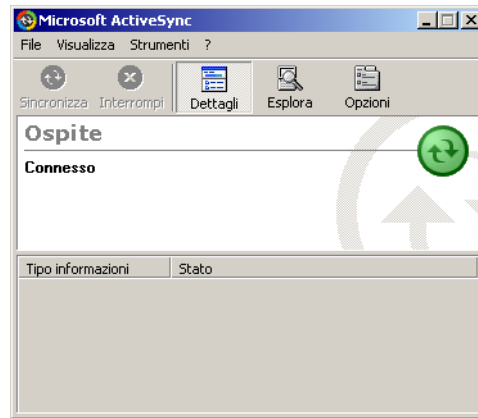 Microsoft ActiveSync
File Visualizza Strumenti ?
Sincronizza Interrompi Dettagli Esplora Opzioni
Ospite
Connesso
Tipo informazioni Stato